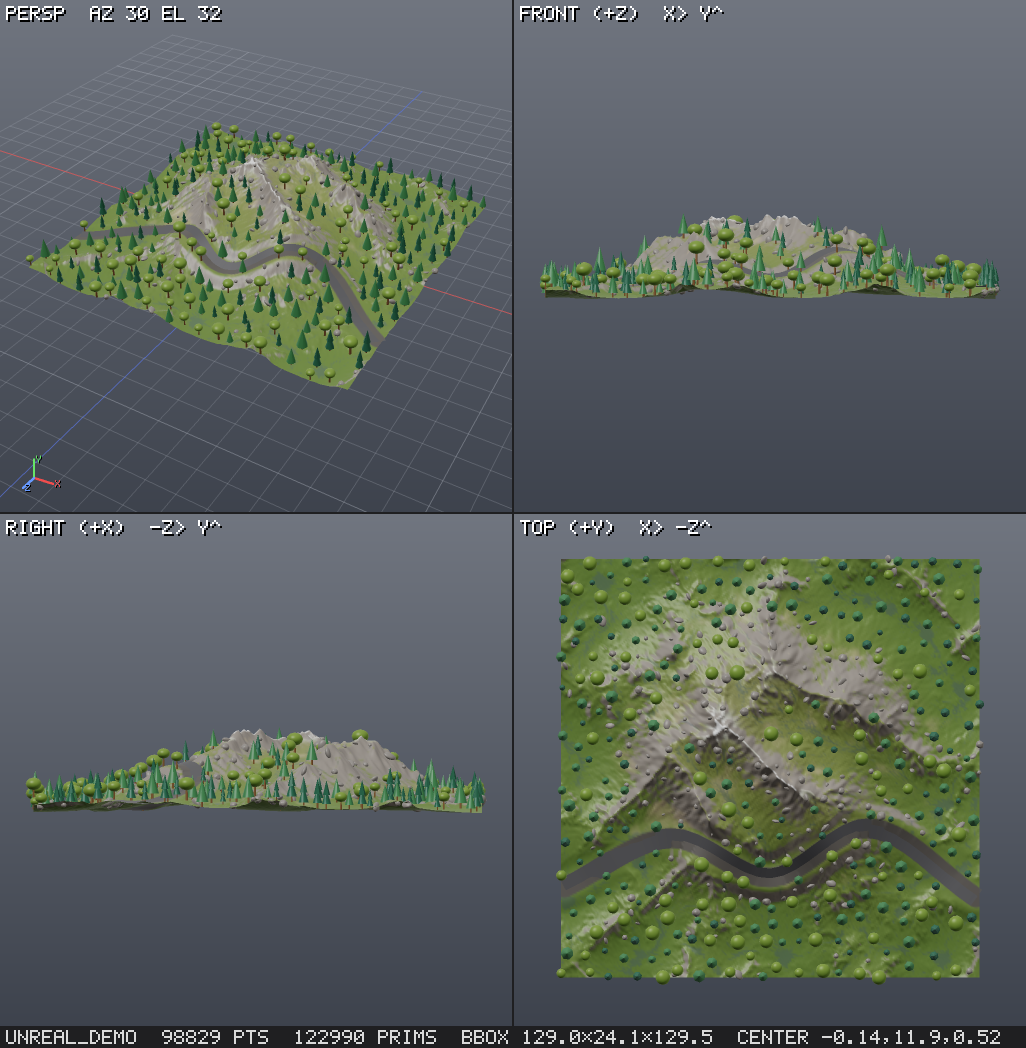 PERSP AZ 30 EL 32
FRONT (+Z) X> Y^
Y
X
Z
RIGHT (+X) -Z> Y^
TOP (+Y) X> -Z^
UNREAL_DEMO 98829 PTS 122990 PRIMS BBOX 129.0×24.1×129.5 CENTER -0.14,11.9,0.52